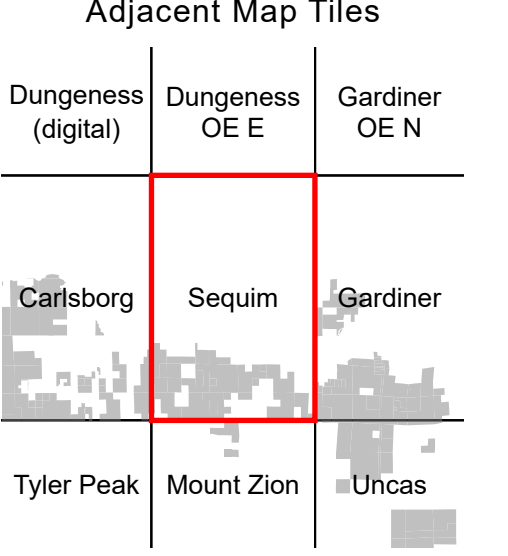 Adjacent Map Tiles
Dungeness
(digital)
Dungeness
OE E
Gardiner
OE N
Carlsborg
Sequim
Gardiner
Tyler Peak
Mount Zion
Uncas